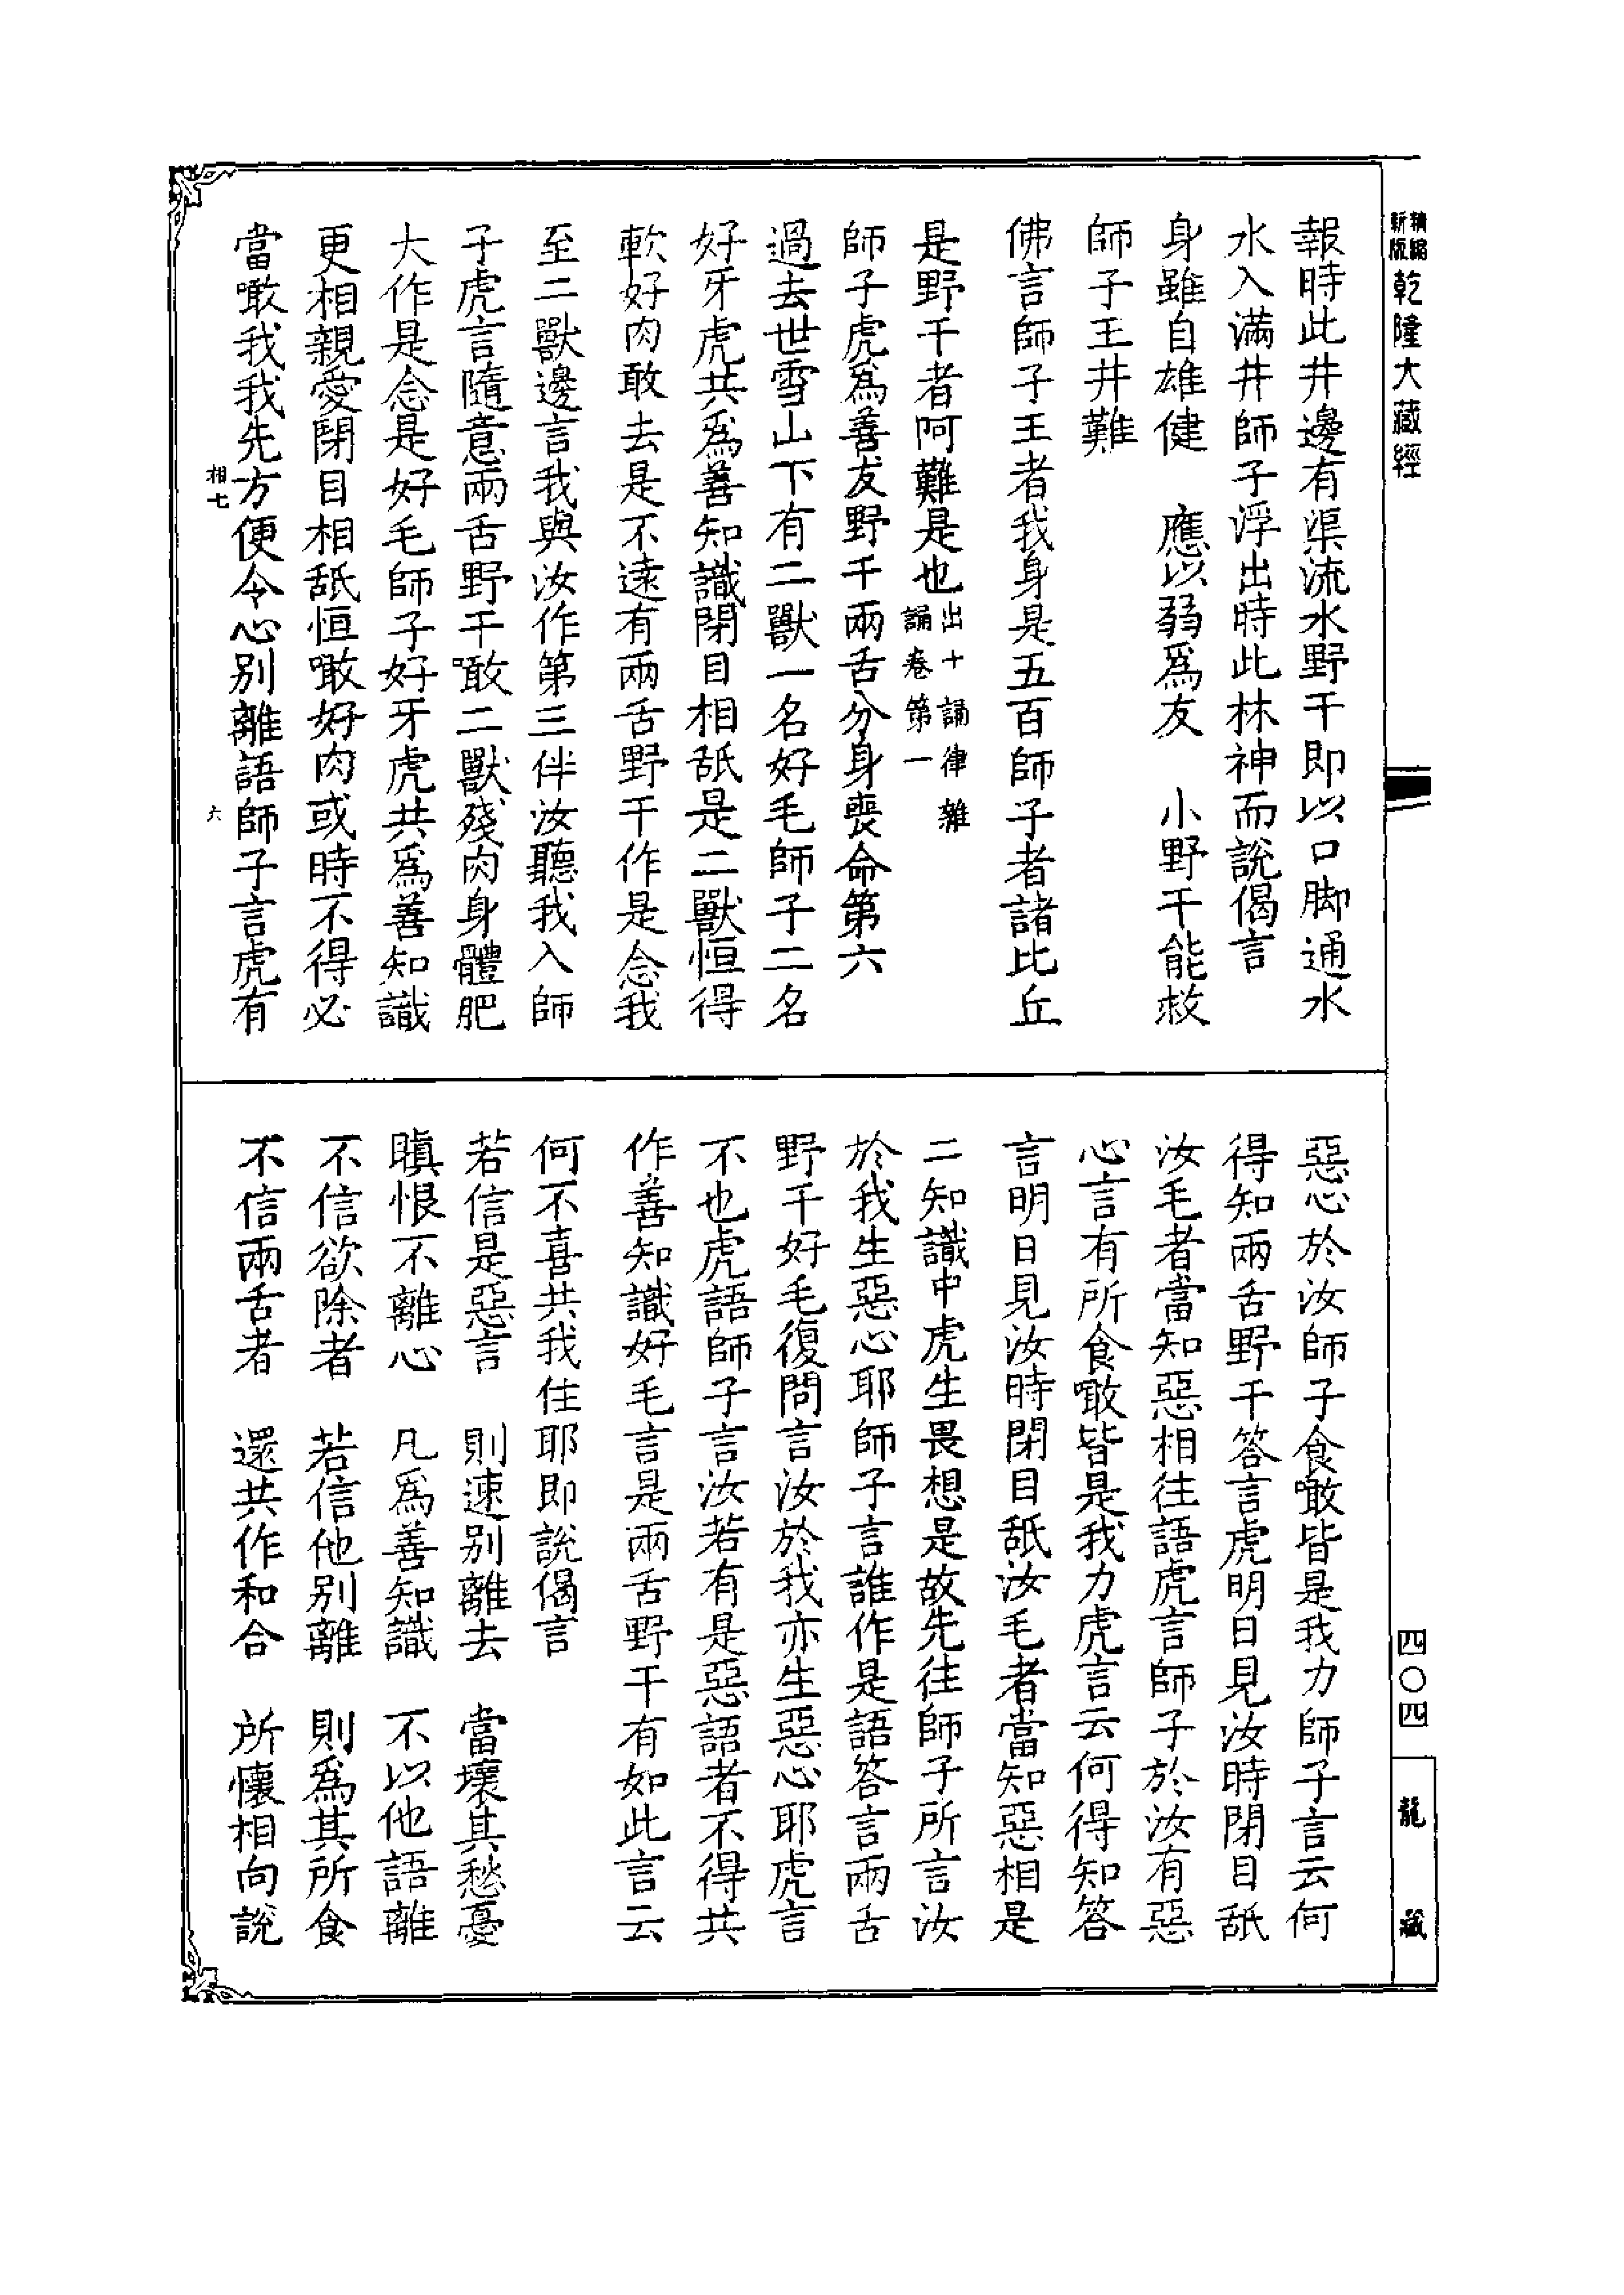 精縮新版乾隆大藏經
報時此井邊有渠流水野干即以口脚通水
水入滿井師子浮出時此林神而說偈言
身雖自雄健　應以弱爲友　小野干能救
師子王井難
佛言師子王者我身是五百師子者諸比丘
是野干者阿難是也出十誦律雜誦卷第一
師子虎爲善友野干兩舌分身喪命第六
過去世雪山下有二獸一名好毛師子二名
好牙虎共爲善知識閉目相舐是二獸恒得
軟好肉敢去是不遠有兩舌野干作是念我
至二獸邊言我與汝作第三伴汝聽我入師
子虎言隨意兩舌野干噉二獸殘肉身體肥
大作是念是好毛師子好牙虎共爲善知識
更相親愛閉目相舐恒噉好肉或時不得必
當噉我我先方便令心別離語師子言虎有
相七
六
惡心於汝師子食噉皆是我力師子言云何
得知兩舌野干答言虎明日見汝時閉目舐
汝毛者當知惡相往語虎言師子於汝有惡
心言有所食噉皆是我力虎言云何得知答
言明日見汝時閉目舐汝毛者當知惡相是
二知識中虎生畏想是故先往師子所言汝
於我生惡心耶師子言誰作是語答言兩舌
野干好毛復問言汝於我亦生惡心耶虎言
不也虎語師子言汝若有是惡語者不得共
作善知識好毛言是兩舌野干有如此言云
何不喜共我住耶即說偈言
若信是惡言　則速別離去　當壞其愁憂
瞋恨不離心　凡爲善知識　不以他語離
不信欲除者　若信他別離　則爲其所食
不信兩舌者　還共作和合　所懷相向說
四〇四
龍藏